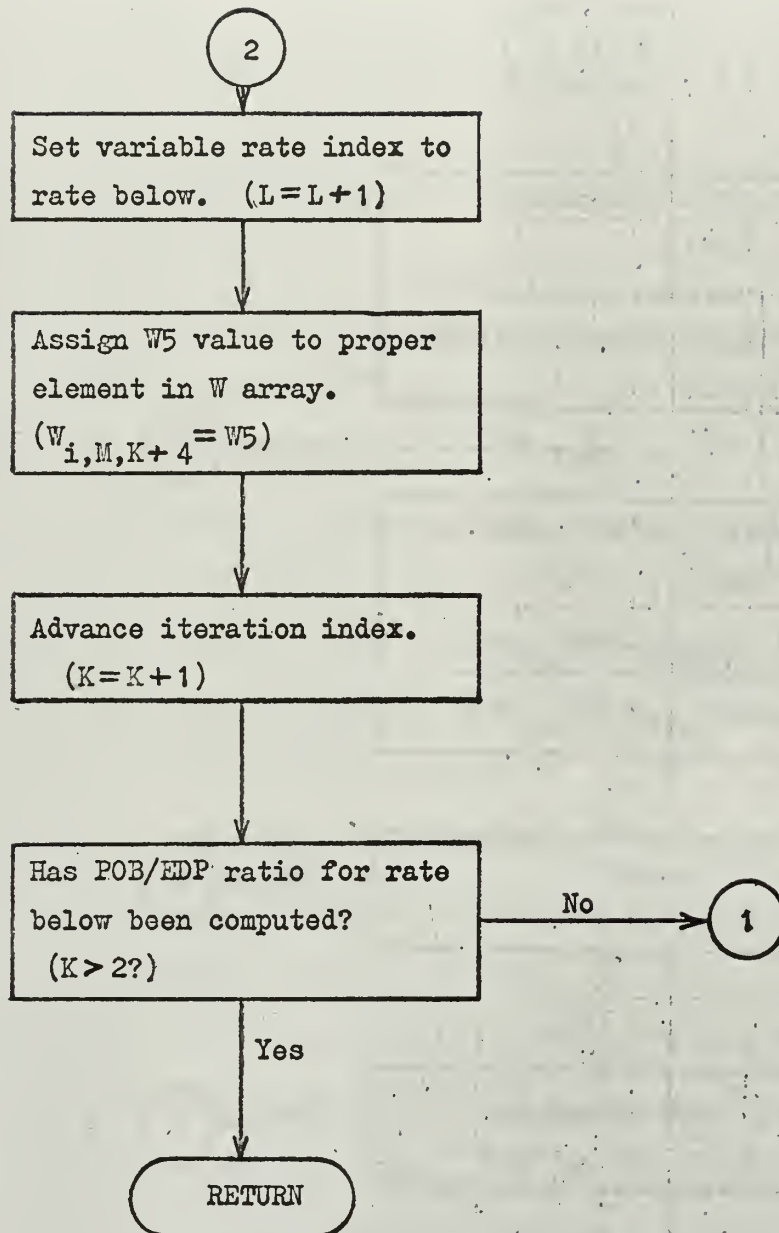 2
Set variable rate index to
rate below. (L=L+1)
Assign W5 value to proper
element in W array.
(W_{i,M,K+4} = W5)
Advance iteration index.
(K=K+1)
Has POB/EDP ratio for rate
below been computed?
(K>2?)
No
1
Yes
RETURN